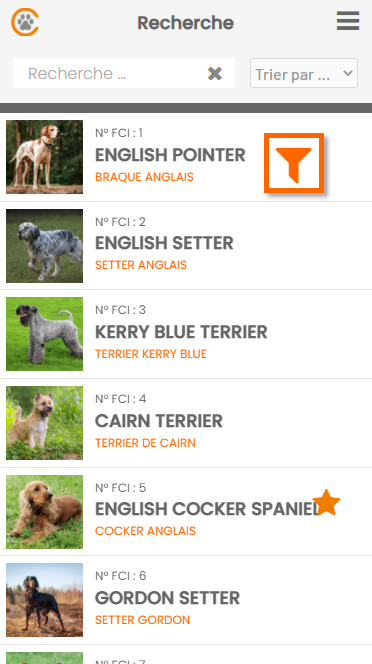 Recherche
Recherche ...
Trier par ...
N° FCI : 1
ENGLISH POINTER
BRAQUE ANGLAIS
N° FCI : 2
ENGLISH SETTER
SETTER ANGLAIS
N° FCI : 3
KERRY BLUE TERRIER
TERRIER KERRY BLUE
N° FCI : 4
CAIRN TERRIER
TERRIER DE CAIRN
N° FCI : 5
ENGLISH COCKER SPANIEL
COCKER ANGLAIS
N° FCI : 6
GORDON SETTER
SETTER GORDON